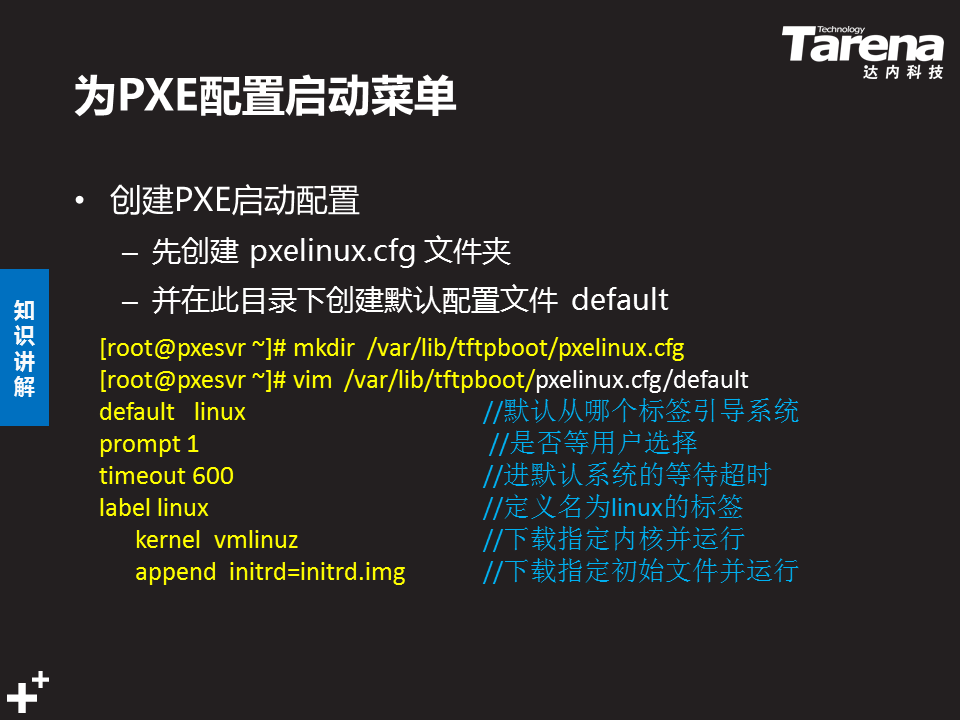 Technology
Tarena
达内科技
为PXE配置启动菜单
• 创建PXE启动配置
– 先创建 pxelinux.cfg 文件夹
– 并在此目录下创建默认配置文件 default
知识讲解
[root@pxesvr ~]# mkdir /var/lib/tftpboot/pxelinux.cfg
[root@pxesvr ~]# vim /var/lib/tftpboot/pxelinux.cfg/default
default linux //默认从哪个标签引导系统
prompt 1 //是否等用户选择
timeout 600 //进默认系统的等待超时
label linux //定义名为linux的标签
kernel vmlinuz //下载指定内核并运行
append initrd=initrd.img //下载指定初始文件并运行